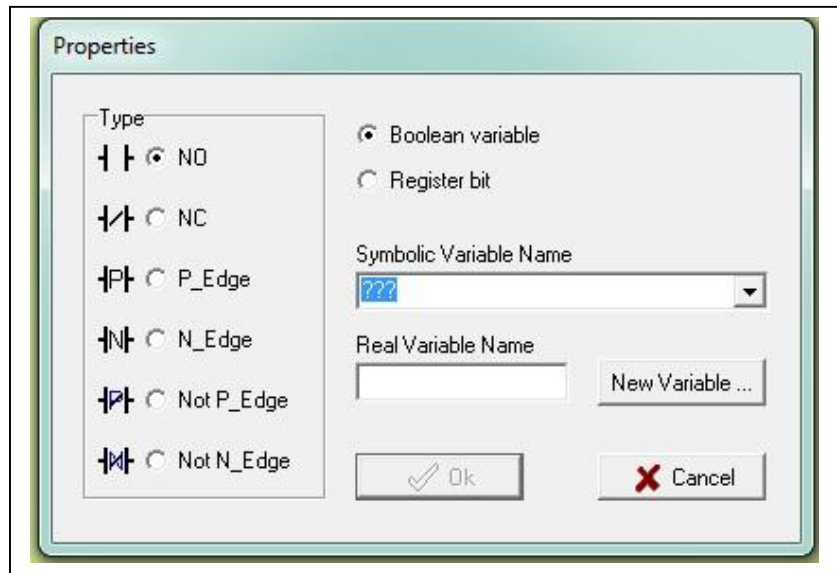 Properties
Type
NO
NC
P_Edge
N_Edge
Not P_Edge
Not N_Edge
Boolean variable
Register bit
Symbolic Variable Name
???
Real Variable Name
New Variable ...
Ok
Cancel